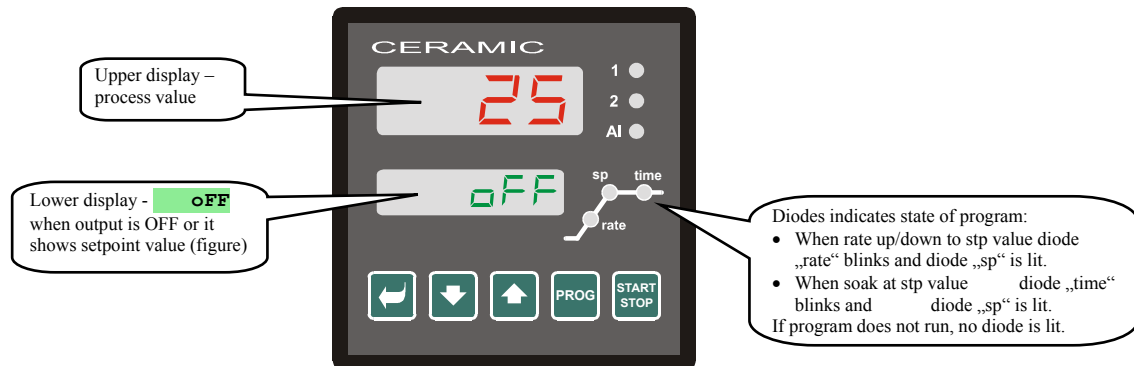 CERAMIC
Upper display –
process value
25
1
2
Al
Lower display - oFF
when output is OFF or it
shows setpoint value (figure)
oFF
sp time
rate
Diodes indicates state of program:
• When rate up/down to stp value diode
„rate“ blinks and diode „sp“ is lit.
• When soak at stp value diode „time“
blinks and diode „sp“ is lit.
If program does not run, no diode is lit.
PROG
START
STOP